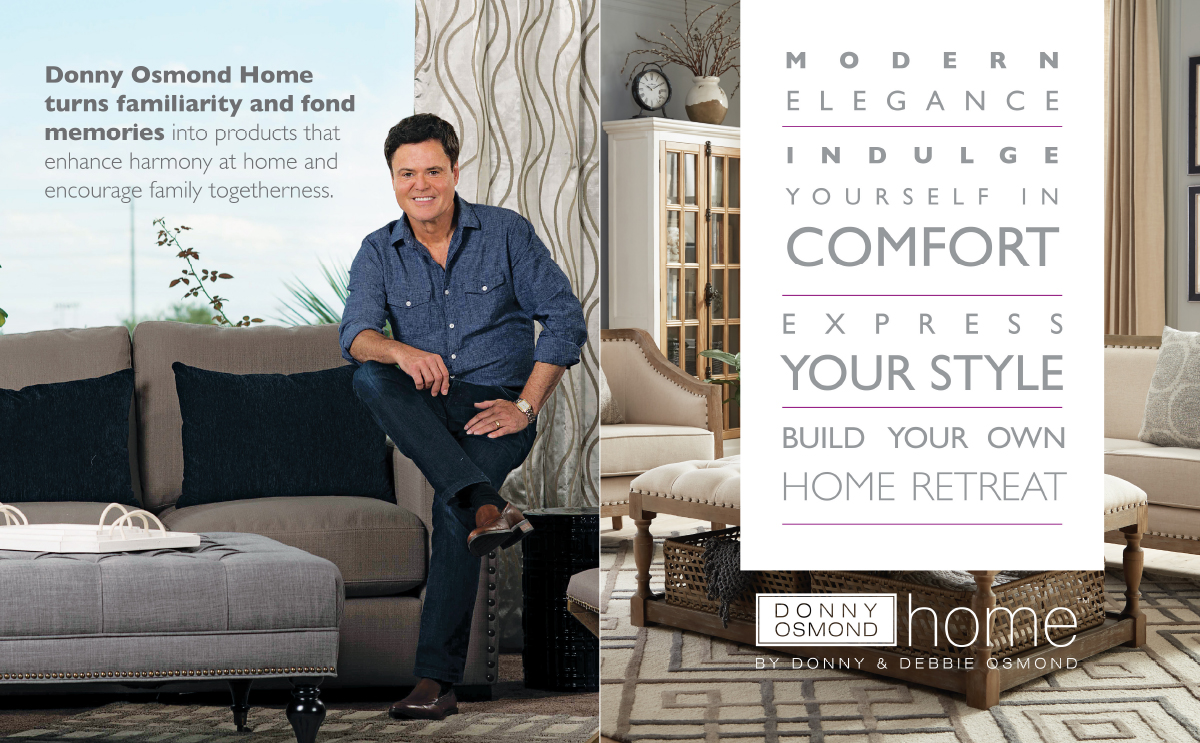 Donny Osmond Home
turns familiarity and fond
memories into products that
enhance harmony at home and
encourage family togetherness.
MODERN
ELEGANCE
INDULGE
YOURSELF IN
COMFORT
EXPRESS
YOUR STYLE
BUILD YOUR OWN
HOME RETREAT
DONNY
OSMOND
home™
BY DONNY & DEBBIE OSMOND